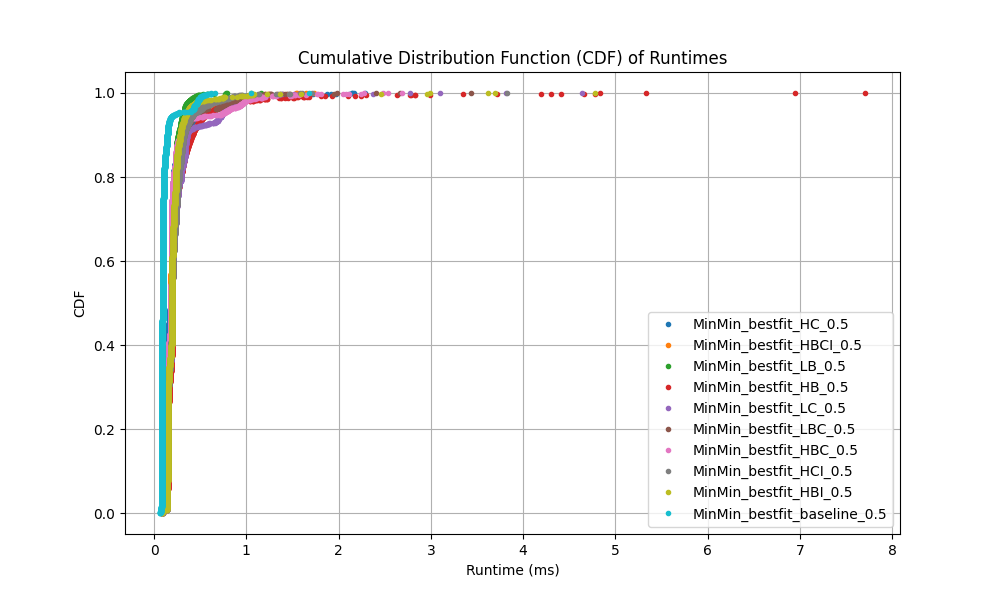 Cumulative Distribution Function (CDF) of Runtimes
CDF
1.0
0.8
0.6
0.4
0.2
0.0
MinMin_bestfit_HC_0.5
MinMin_bestfit_HBCI_0.5
MinMin_bestfit_LB_0.5
MinMin_bestfit_HB_0.5
MinMin_bestfit_LC_0.5
MinMin_bestfit_LBC_0.5
MinMin_bestfit_HBC_0.5
MinMin_bestfit_HCI_0.5
MinMin_bestfit_HBI_0.5
MinMin_bestfit_baseline_0.5
0 1 2 3 4 5 6 7 8
Runtime (ms)